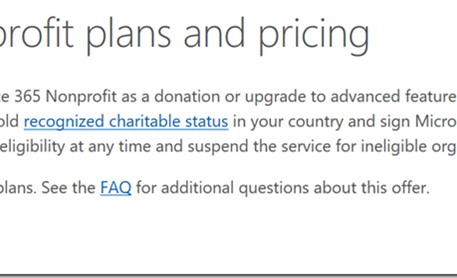 profit plans and pricing
ce 365 Nonprofit as a donation or upgrade to advanced feature
old recognized charitable status in your country and sign Micro
eligibility at any time and suspend the service for ineligible org
plans. See the FAQ for additional questions about this offer.